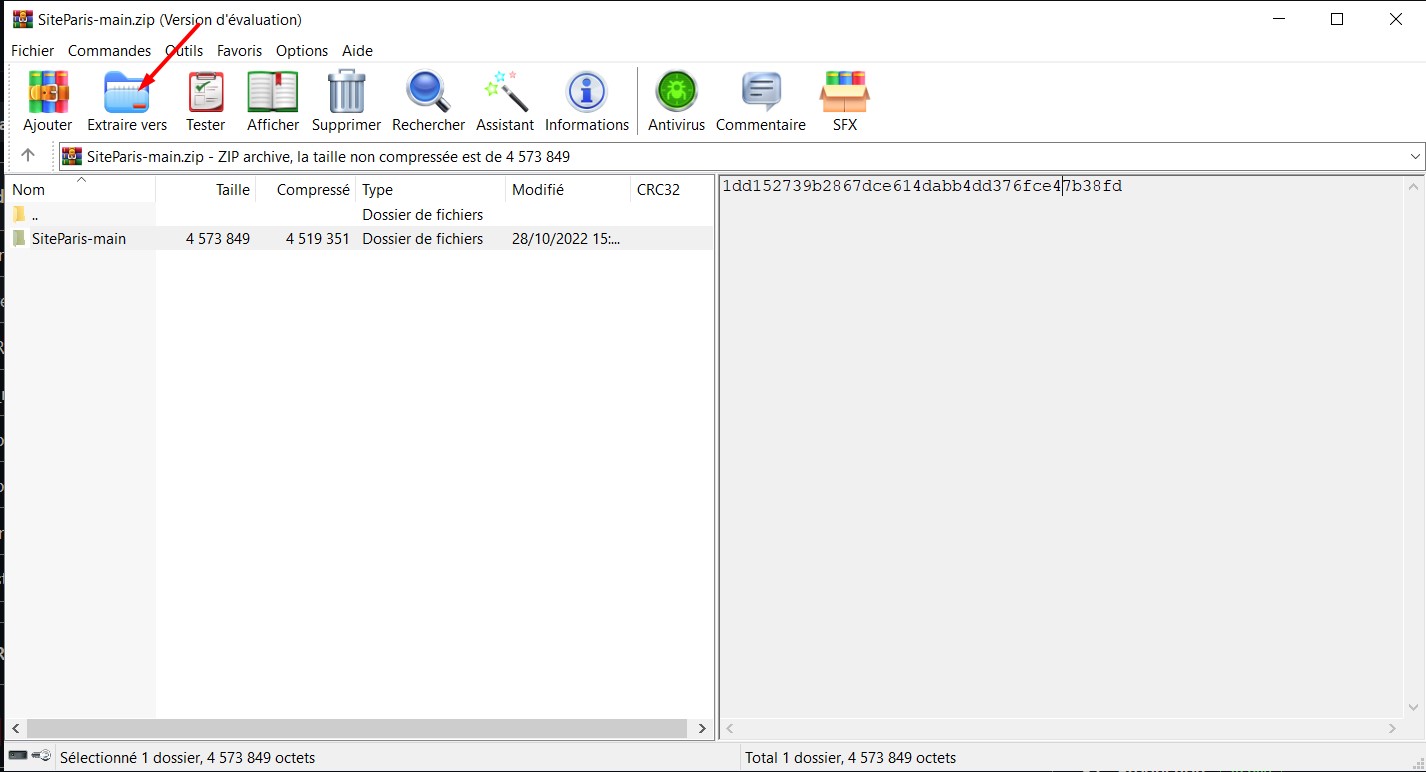 SiteParis-main.zip (Version d'évaluation)
Fichier Commandes Outils Favoris Options Aide
Ajouter Extraire vers Tester Afficher Supprimer Rechercher Assistant Informations Antivirus Commentaire SFX
SiteParis-main.zip - ZIP archive, la taille non compressée est de 4 573 849
Nom Taille Compressé Type Modifié CRC32
.. Dossier de fichiers
SiteParis-main 4 573 849 4 519 351 Dossier de fichiers 28/10/2022 15:...
1dd152739b2867dce614dabb4dd376fce47b38fd
Sélectionné 1 dossier, 4 573 849 octets
Total 1 dossier, 4 573 849 octets